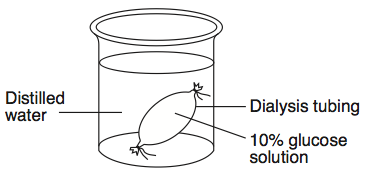 Distilled
water
Dialysis tubing
10% glucose
solution